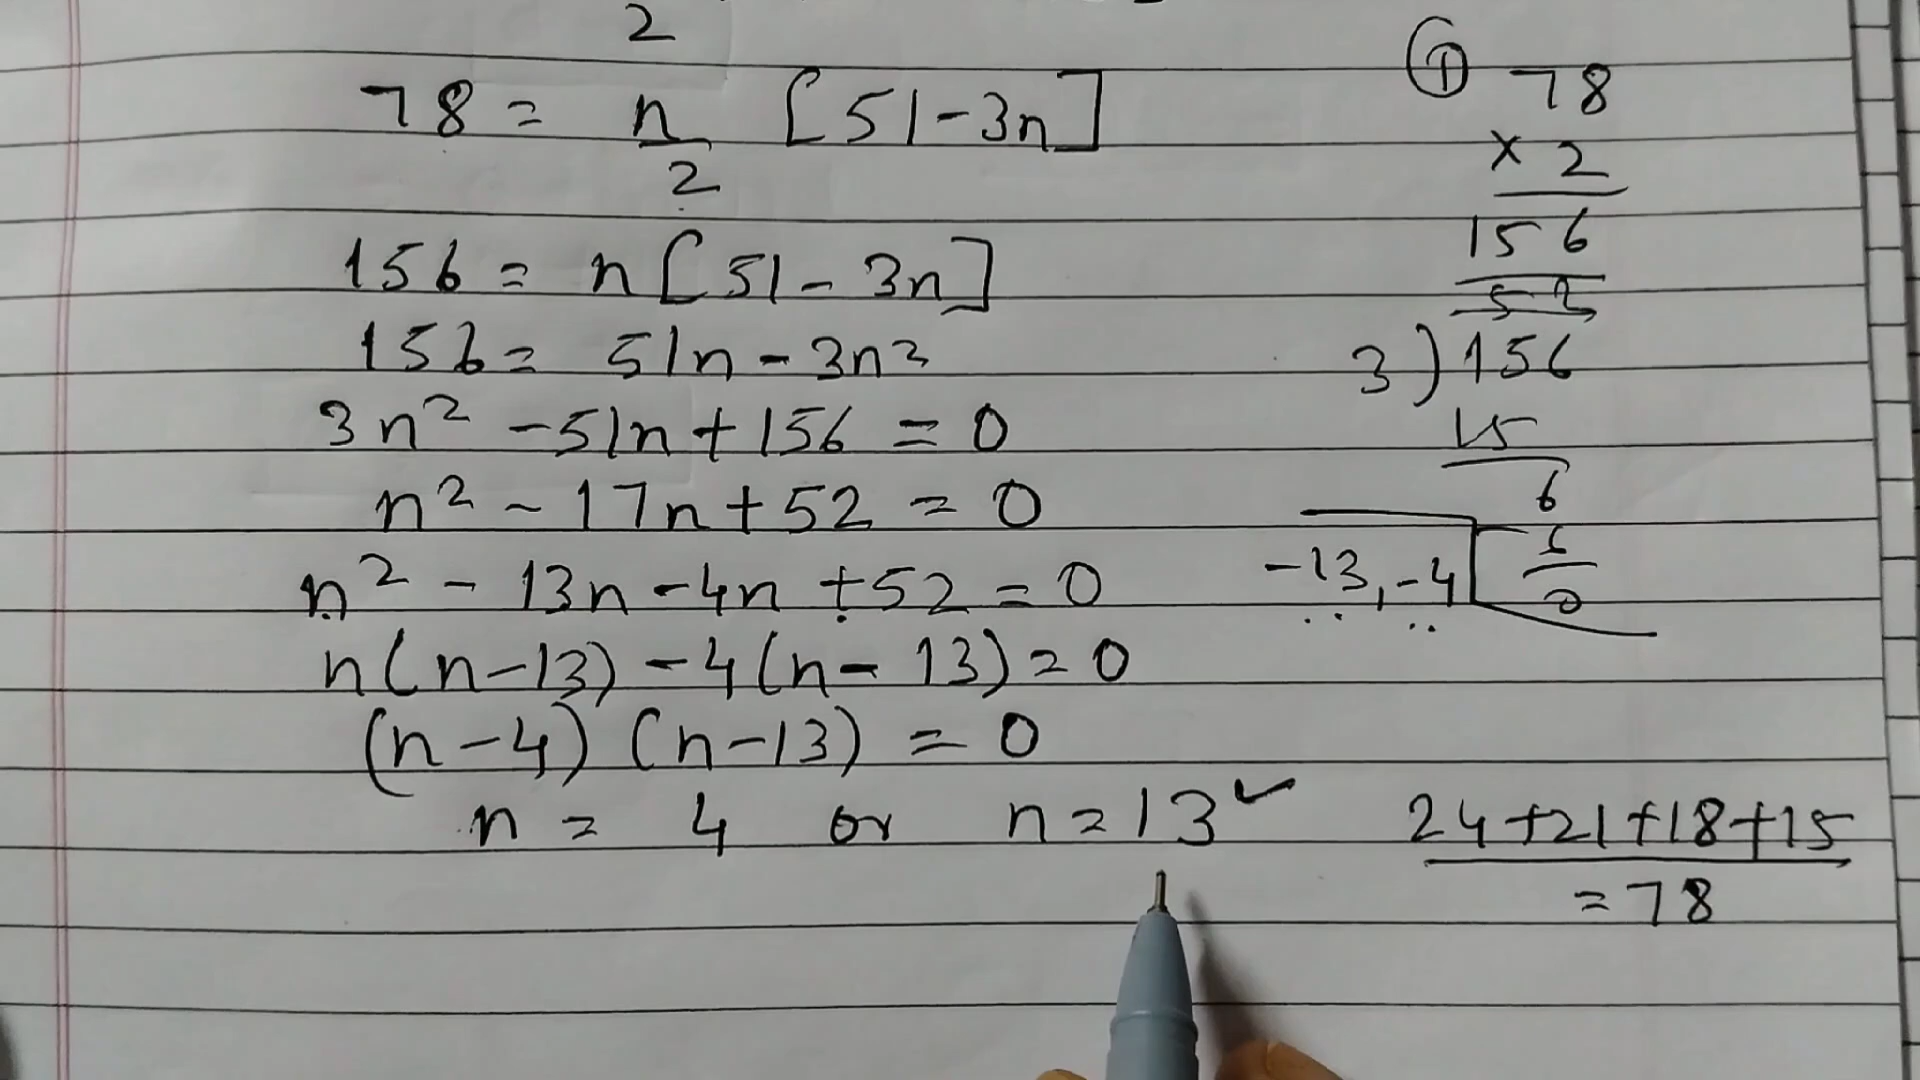 2
78 = n/2 [51-3n]
156 = n[51-3n]
156 = 51n-3n²
3n² -51n+156 = 0
n² - 17n+52 = 0
n² - 13n-4n+52=0
n(n-13) -4(n-13)=0
(n-4) (n-13) = 0
n = 4 or n=13 ✓
① 78
× 2
156
52
3)156
15
6
6
0
-13,-4
24+21+18+15
=78